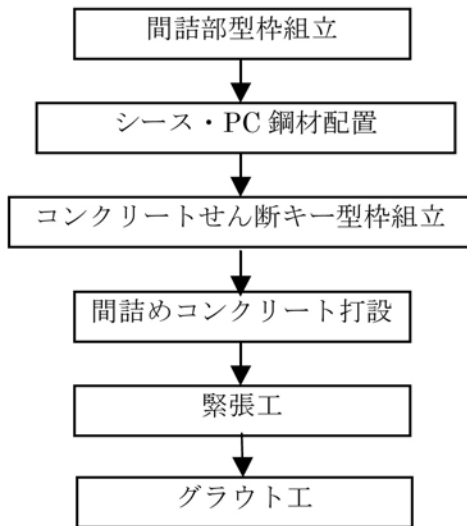 間詰部型枠組立
シース・PC 鋼材配置
コンクリートせん断キー型枠組立
間詰めコンクリート打設
緊張工
グラウト工